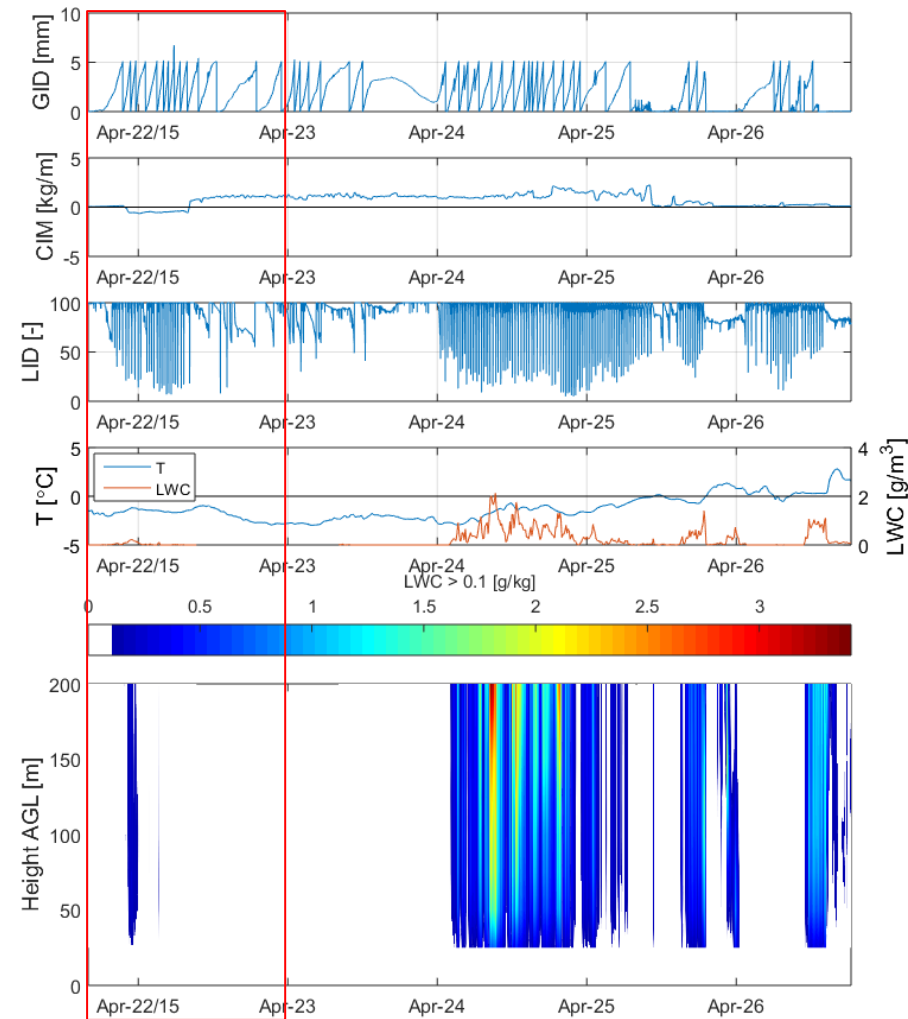 GID [mm]
10
5
0
Apr-22/15 Apr-23 Apr-24 Apr-25 Apr-26
CIM [kg/m]
5
0
-5
Apr-22/15 Apr-23 Apr-24 Apr-25 Apr-26
LID [-]
100
50
0
Apr-22/15 Apr-23 Apr-24 Apr-25 Apr-26
T [°C]
5
0
-5
T
LWC
4
2
0
LWC [g/m³]
Apr-22/15 Apr-23 Apr-24 Apr-25 Apr-26
LWC > 0.1 [g/kg]
0 0.5 1 1.5 2 2.5 3
Height AGL [m]
200
150
100
50
0
Apr-22/15 Apr-23 Apr-24 Apr-25 Apr-26